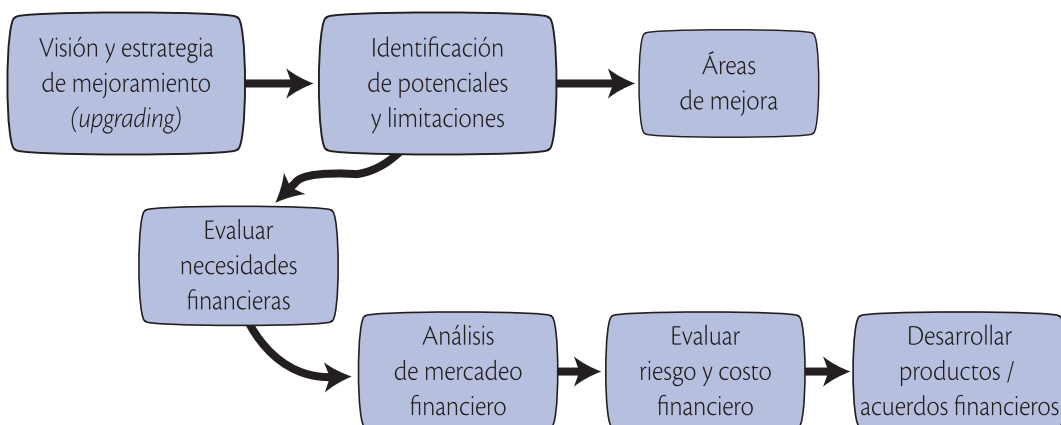 Visión y estrategia
de mejoramiento
(upgrading)
Identificación
de potenciales
y limitaciones
Áreas
de mejora
Evaluar
necesidades
financieras
Análisis
de mercadeo
financiero
Evaluar
riesgo y costo
financiero
Desarrollar
productos /
acuerdos financieros